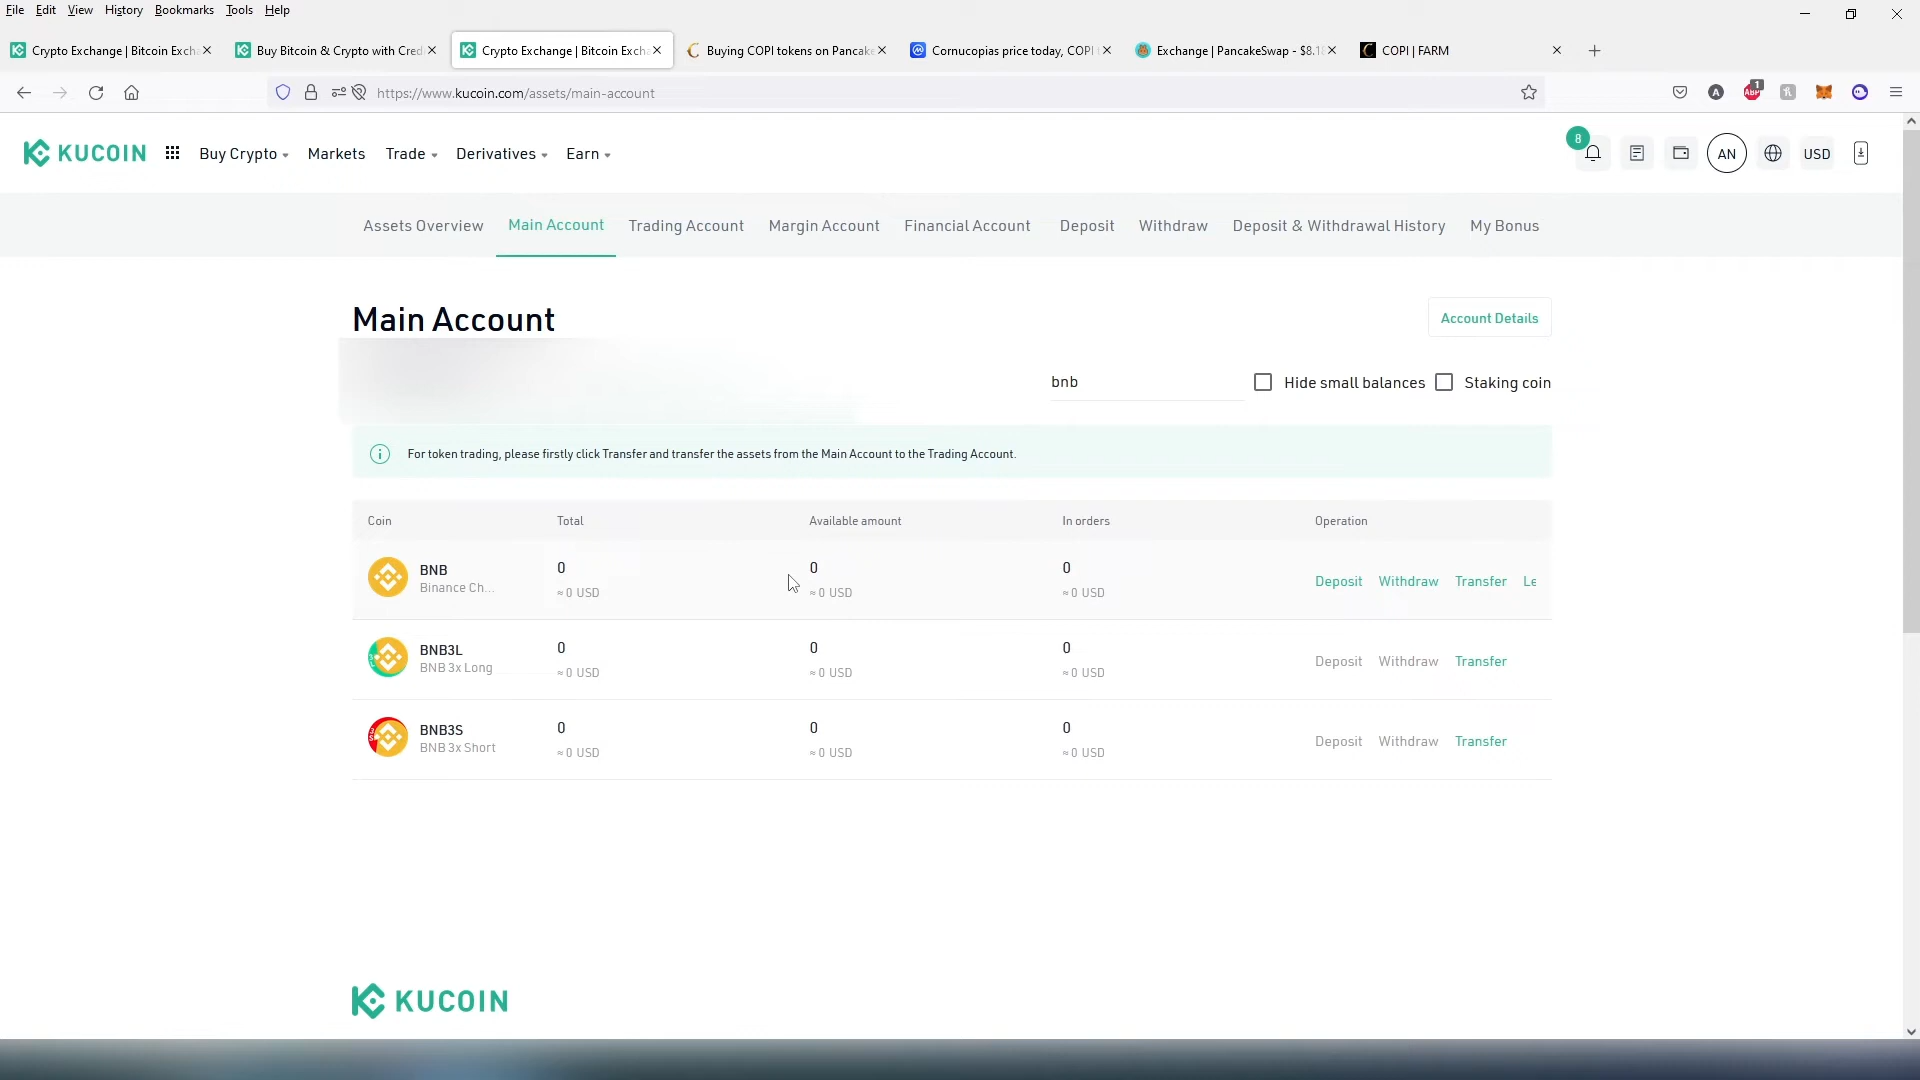 File Edit View History Bookmarks Tools Help
Crypto Exchange | Bitcoin Excha
Buy Bitcoin & Crypto with Cred
Crypto Exchange | Bitcoin Excha
Buying COPI tokens on Pancake
Cornucopias price today, COPI
Exchange | PancakeSwap - $8.18
COPI | FARM
https://www.kucoin.com/assets/main-account
A
ABP
1
KUCOIN
Buy Crypto
Markets
Trade
Derivatives
Earn
8
AN
USD
Assets Overview
Main Account
Trading Account
Margin Account
Financial Account
Deposit
Withdraw
Deposit & Withdrawal History
My Bonus
Main Account
Account Details
bnb
Hide small balances
Staking coin
For token trading, please firstly click Transfer and transfer the assets from the Main Account to the Trading Account.
Coin Total Available amount In orders Operation
BNB 0 0 0
Binance Ch... ≈ 0 USD ≈ 0 USD ≈ 0 USD
Deposit Withdraw Transfer Le
BNB3L 0 0 0
BNB 3x Long ≈ 0 USD ≈ 0 USD ≈ 0 USD
Deposit Withdraw Transfer
BNB3S 0 0 0
BNB 3x Short ≈ 0 USD ≈ 0 USD ≈ 0 USD
Deposit Withdraw Transfer
KUCOIN